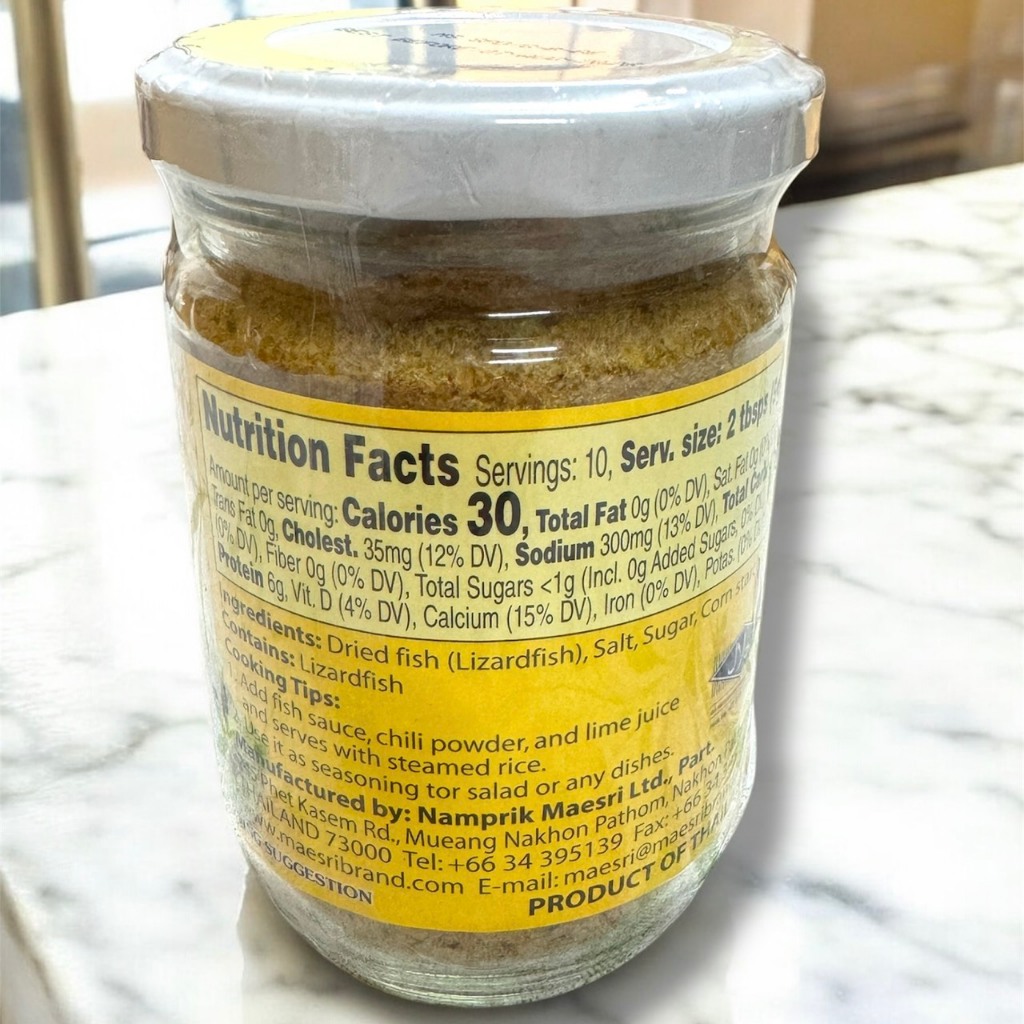 Nutrition Facts Servings: 10, Serv. size: 2 tbsps
Amount per serving: Calories 30, Total Fat 0g (0% DV), Sat. Fat 0g
Trans Fat 0g, Cholest. 35mg (12% DV), Sodium 300mg (13% DV), Total
(0% DV), Fiber 0g (0% DV), Total Sugars <1g (Incl. 0g Added Sugars,
Protein 6g, Vit. D (4% DV), Calcium (15% DV), Iron (0% DV), Potas.
Ingredients: Dried fish (Lizardfish), Salt, Sugar, Corn
Contains: Lizardfish
Cooking Tips:
Add fish sauce, chili powder, and lime juice
and serves with steamed rice.
Use it as seasoning tor salad or any dishes.
Manufactured by: Namprik Maesri Ltd., Part.
Phet Kasem Rd., Mueang Nakhon Pathom, Nakhon
THAILAND 73000 Tel: +66 34 395139 Fax: +66 34
www.maesribrand.com E-mail: maesri@
SUGGESTION PRODUCT OF